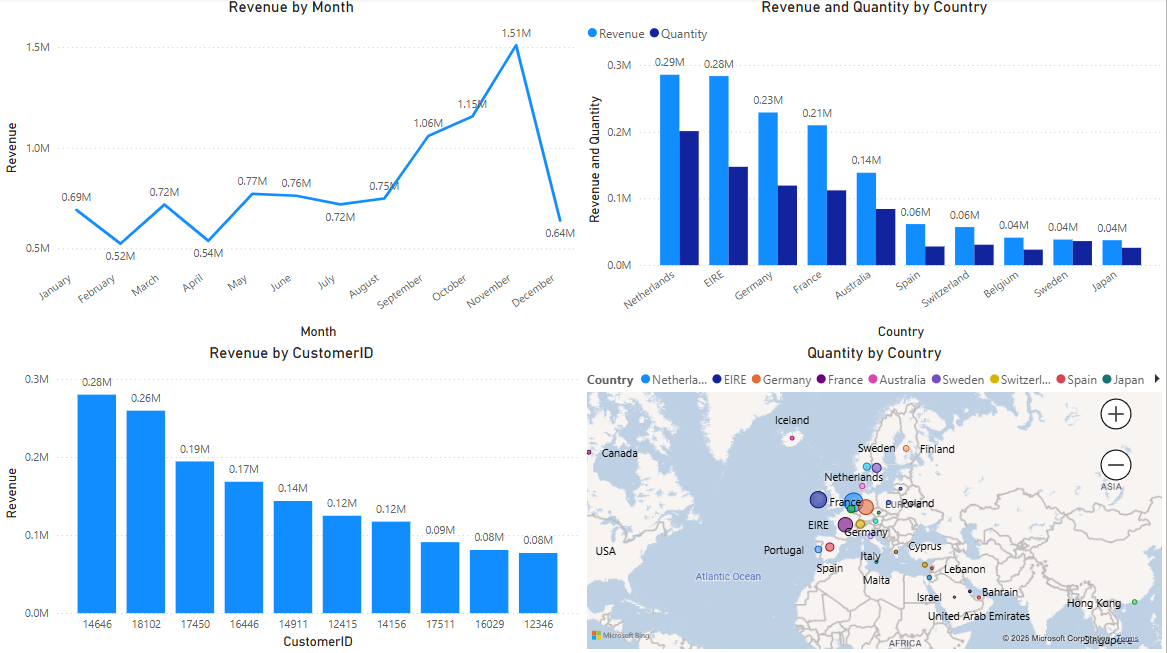 Revenue by Month
Revenue
1.5M
1.0M
0.5M
0.69M
0.52M
0.72M
0.54M
0.77M
0.76M
0.72M
0.75M
1.06M
1.15M
1.51M
0.64M
January
February
March
April
May
June
July
August
September
October
November
December
Month
Revenue and Quantity by Country
Revenue Quantity
Revenue and Quantity
0.3M
0.2M
0.1M
0.0M
0.29M
0.28M
0.23M
0.21M
0.14M
0.06M
0.06M
0.04M
0.04M
0.04M
Netherlands
EIRE
Germany
France
Australia
Spain
Switzerland
Belgium
Sweden
Japan
Country
Revenue by CustomerID
Revenue
0.3M
0.2M
0.1M
0.0M
0.28M
0.26M
0.19M
0.17M
0.14M
0.12M
0.12M
0.09M
0.08M
0.08M
14646 18102 17450 16446 14911 12415 14156 17511 16029 12346
CustomerID
Quantity by Country
Country Netherla... EIRE Germany France Australia Sweden Switzerl... Spain Japan
Iceland
Canada
Sweden
Finland
Netherlands
ASIA
France
EUROPE
Poland
EIRE
Germany
USA
Portugal
Italy
Cyprus
Spain
Lebanon
Atlantic Ocean
Malta
Israel
Bahrain
Hong Kong
United Arab Emirates
Microsoft Bing
AFRICA
© 2025 Microsoft Corporation Terms
Singapore